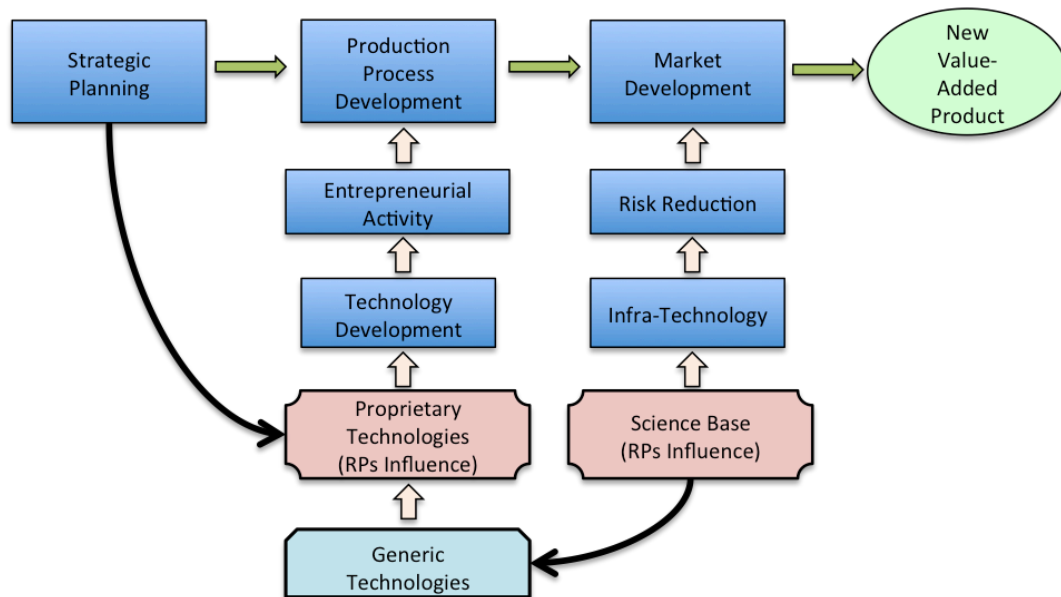 Strategic
Planning
Production
Process
Development
Market
Development
New
Value-
Added
Product
Entrepreneurial
Activity
Risk Reduction
Technology
Development
Infra-Technology
Proprietary
Technologies
(RPs Influence)
Science Base
(RPs Influence)
Generic
Technologies